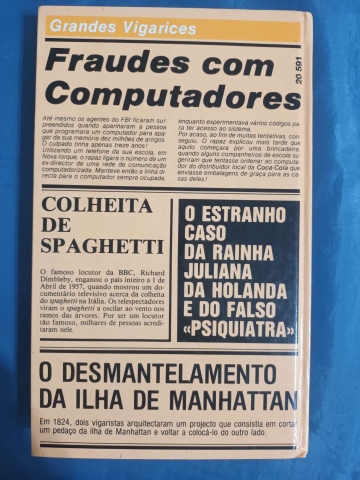 Grandes Vigarices
Fraudes com
Computadores
20 591
Até mesmo os agentes do FBI ficaram sur-
preendidos quando apanharam a pessoa
que programara um computador para apa-
gar da sua memória dez milhões de artigos.
O culpado tinha apenas treze anos!
Utilizando um telefone da sua escola, em
Nova Iorque, o rapaz ligara o número de um
ex-director de uma rede de comunicação
computadorizada. Manteve então a linha di-
recta para o computador sempre ocupada,
enquanto experimentava vários códigos pa-
ra ter acesso ao sistema.
Por acaso, ao fim de muitas tentativas, con-
seguiu. O rapaz explicou mais tarde que
aquilo começara por uma brincadeira,
quando alguns companheiros de escola su-
geriram que tentasse ordenar ao computa-
dor do distribuidor local da Coca-Cola que
enviasse embalagens de graça para as ca-
sas deles!
COLHEITA
DE
SPAGHETTI
O famoso locutor da BBC, Richard
Dimbleby, enganou o país inteiro a 1 de
Abril de 1957, quando mostrou um do-
cumentário televisivo acerca da colheita
do spaghetti na Itália. Os telespectadores
viram o spaghetti a oscilar ao vento nos
ramos das árvores. Por ser um locutor
tão famoso, milhares de pessoas acredi-
taram nele.
O ESTRANHO
CASO
DA RAINHA
JULIANA
DA HOLANDA
E DO FALSO
«PSIQUIATRA»
O DESMANTELAMENTO
DA ILHA DE MANHATTAN
Em 1824, dois vigaristas arquitectaram um projecto que consistia em cortar
um pedaço da ilha de Manhattan e voltar a colocá-lo do outro lado.